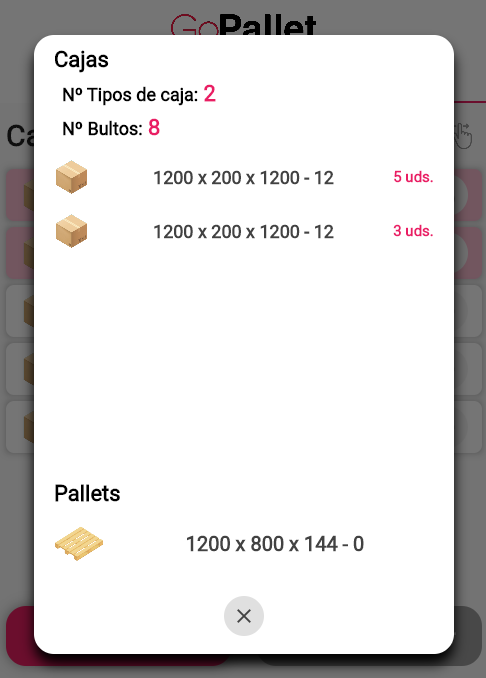 GoPallet
Cajas
Nº Tipos de caja: 2
Nº Bultos: 8
1200 x 200 x 1200 - 12 5 uds.
1200 x 200 x 1200 - 12 3 uds.
Pallets
1200 x 800 x 144 - 0